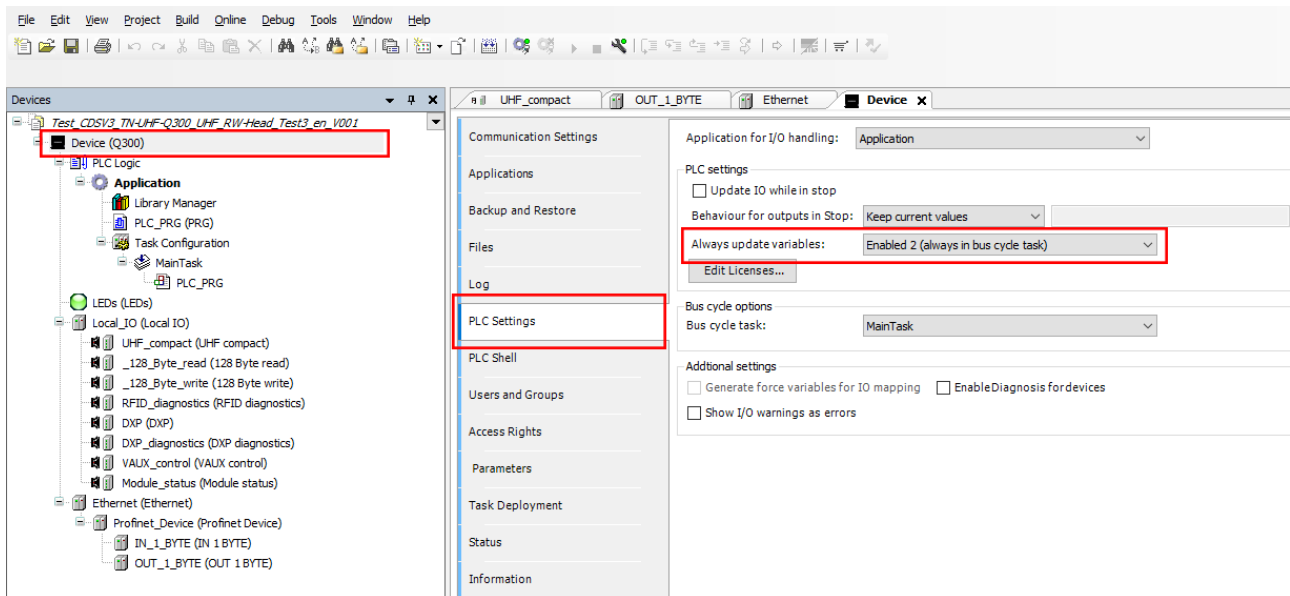 File Edit View Project Build Online Debug Tools Window Help
Devices
Test_CDSV3_TN-UHF-Q300_UHF_RW-Head_Test3_en_V001
Device (Q300)
PLC Logic
Application
Library Manager
PLC_PRG (PRG)
Task Configuration
MainTask
PLC_PRG
LEDs (LEDs)
Local_IO (Local IO)
UHF_compact (UHF compact)
_128_Byte_read (128 Byte read)
_128_Byte_write (128 Byte write)
RFID_diagnostics (RFID diagnostics)
DXP (DXP)
DXP_diagnostics (DXP diagnostics)
VAUX_control (VAUX control)
Module_status (Module status)
Ethernet (Ethernet)
Profinet_Device (Profinet Device)
IN_1_BYTE (IN 1 BYTE)
OUT_1_BYTE (OUT 1 BYTE)
UHF_compact OUT_1_BYTE Ethernet Device
Communication Settings
Applications
Backup and Restore
Files
Log
PLC Settings
PLC Shell
Users and Groups
Access Rights
Parameters
Task Deployment
Status
Information
Application for I/O handling: Application
PLC settings
Update IO while in stop
Behaviour for outputs in Stop: Keep current values
Always update variables: Enabled 2 (always in bus cycle task)
Edit Licenses...
Bus cycle options
Bus cycle task: MainTask
Addtional settings
Generate force variables for IO mapping Enable Diagnosis for devices
Show I/O warnings as errors